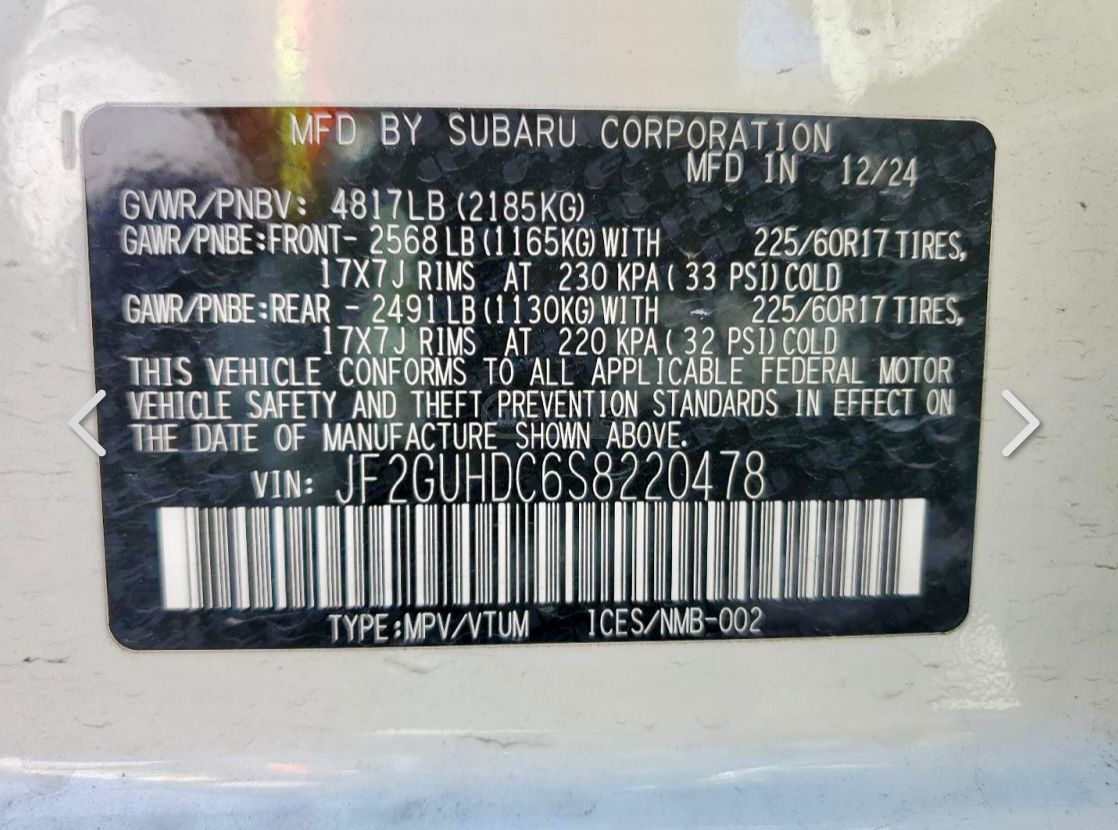 MFD BY SUBARU CORPORATION
MFD IN 12/24
GVWR/PNBV: 4817LB (2185KG)
GAWR/PNBE:FRONT- 2568 LB (1165KG) WITH 225/60R17 TIRES,
17X7J RIMS AT 230 KPA ( 33 PSI) COLD
GAWR/PNBE:REAR - 2491 LB (1130KG) WITH 225/60R17 TIRES,
17X7J RIMS AT 220 KPA ( 32 PSI) COLD
THIS VEHICLE CONFORMS TO ALL APPLICABLE FEDERAL MOTOR
VEHICLE SAFETY AND THEFT PREVENTION STANDARDS IN EFFECT ON
THE DATE OF MANUFACTURE SHOWN ABOVE.
VIN: JF2GUHDC6S8220478
TYPE:MPV/VTUM ICES/NMB-002